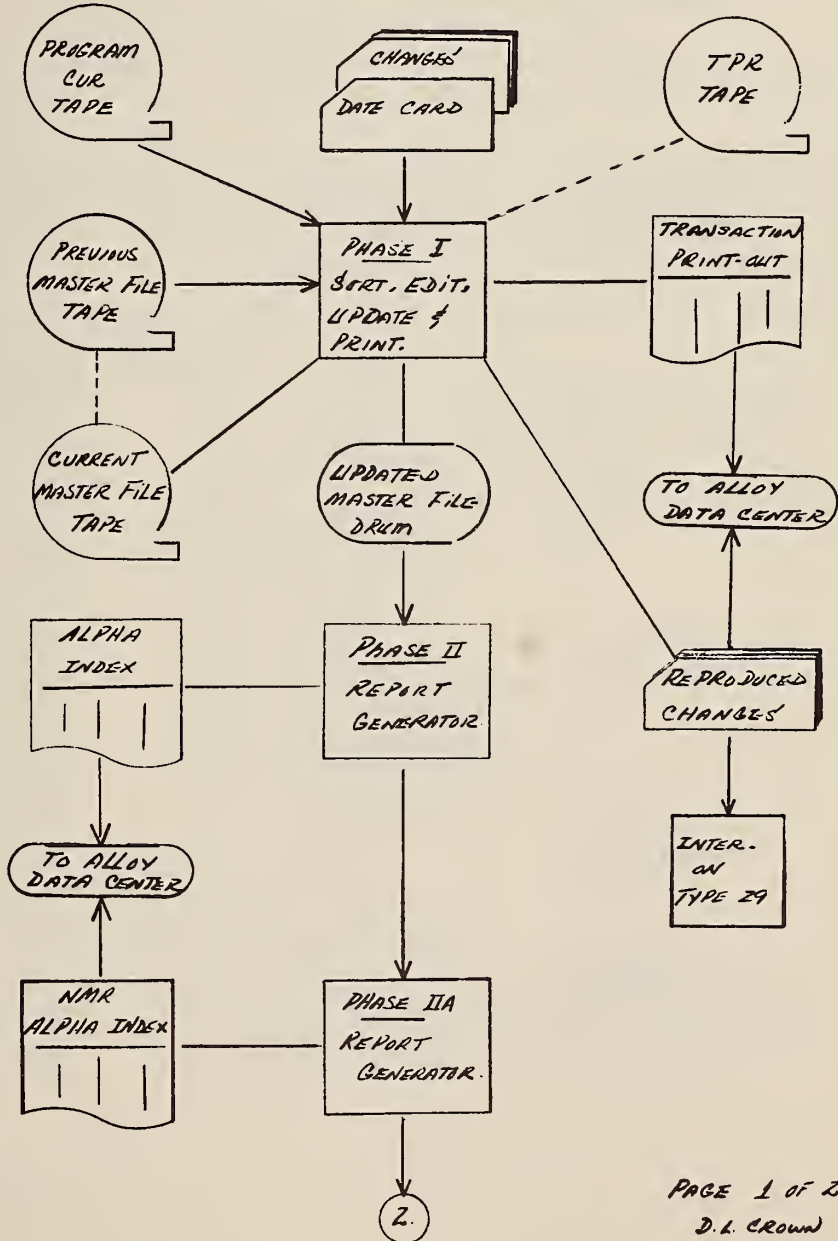 PROGRAM
CUR
TAPE
CHANGES
DATE CARD
TPR
TAPE
PREVIOUS
MASTER FILE
TAPE
PHASE I
SORT, EDIT,
UPDATE &
PRINT.
TRANSACTION
PRINT-OUT
CURRENT
MASTER FILE
TAPE
UPDATED
MASTER FILE-
DRUM
TO ALLOY
DATA CENTER
ALPHA
INDEX
PHASE II
REPORT
GENERATOR.
REPRODUCED
CHANGES
TO ALLOY
DATA CENTER
INTER.
ON
TYPE 29
NMR
ALPHA INDEX
PHASE IIA
REPORT
GENERATOR.
2.
PAGE 1 OF 2
D.L. CROWN